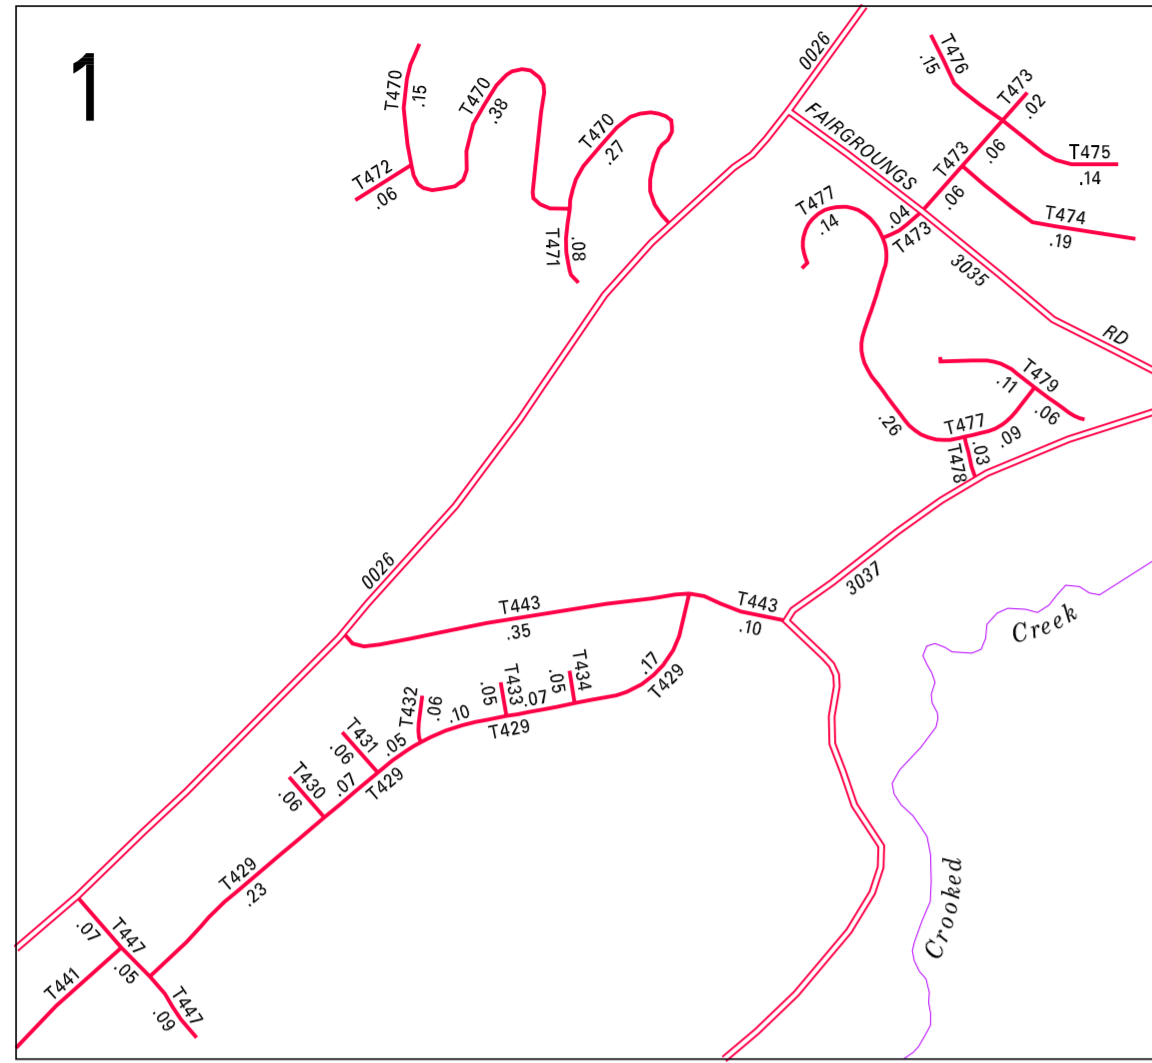 1
0026
T476
.15
T473
.02
T470
.15
T470
.38
T470
.27
FAIRGROUNGS
T473
.06
T475
.14
T472
.06
T477
.14
.04
T473
.06
T474
.19
T471
.08
3035
RD
T479
.11
.06
.26
T477
.09
.03
T478
0026
3037
T443
.35
T443
.10
Creek
.17
T429
T434
.05
T433
.05
.07
T432
.06
.10
T429
T431
.06
.05
T429
T430
.06
.07
T429
.23
Crooked
T447
.07
.05
T441
T447
.09